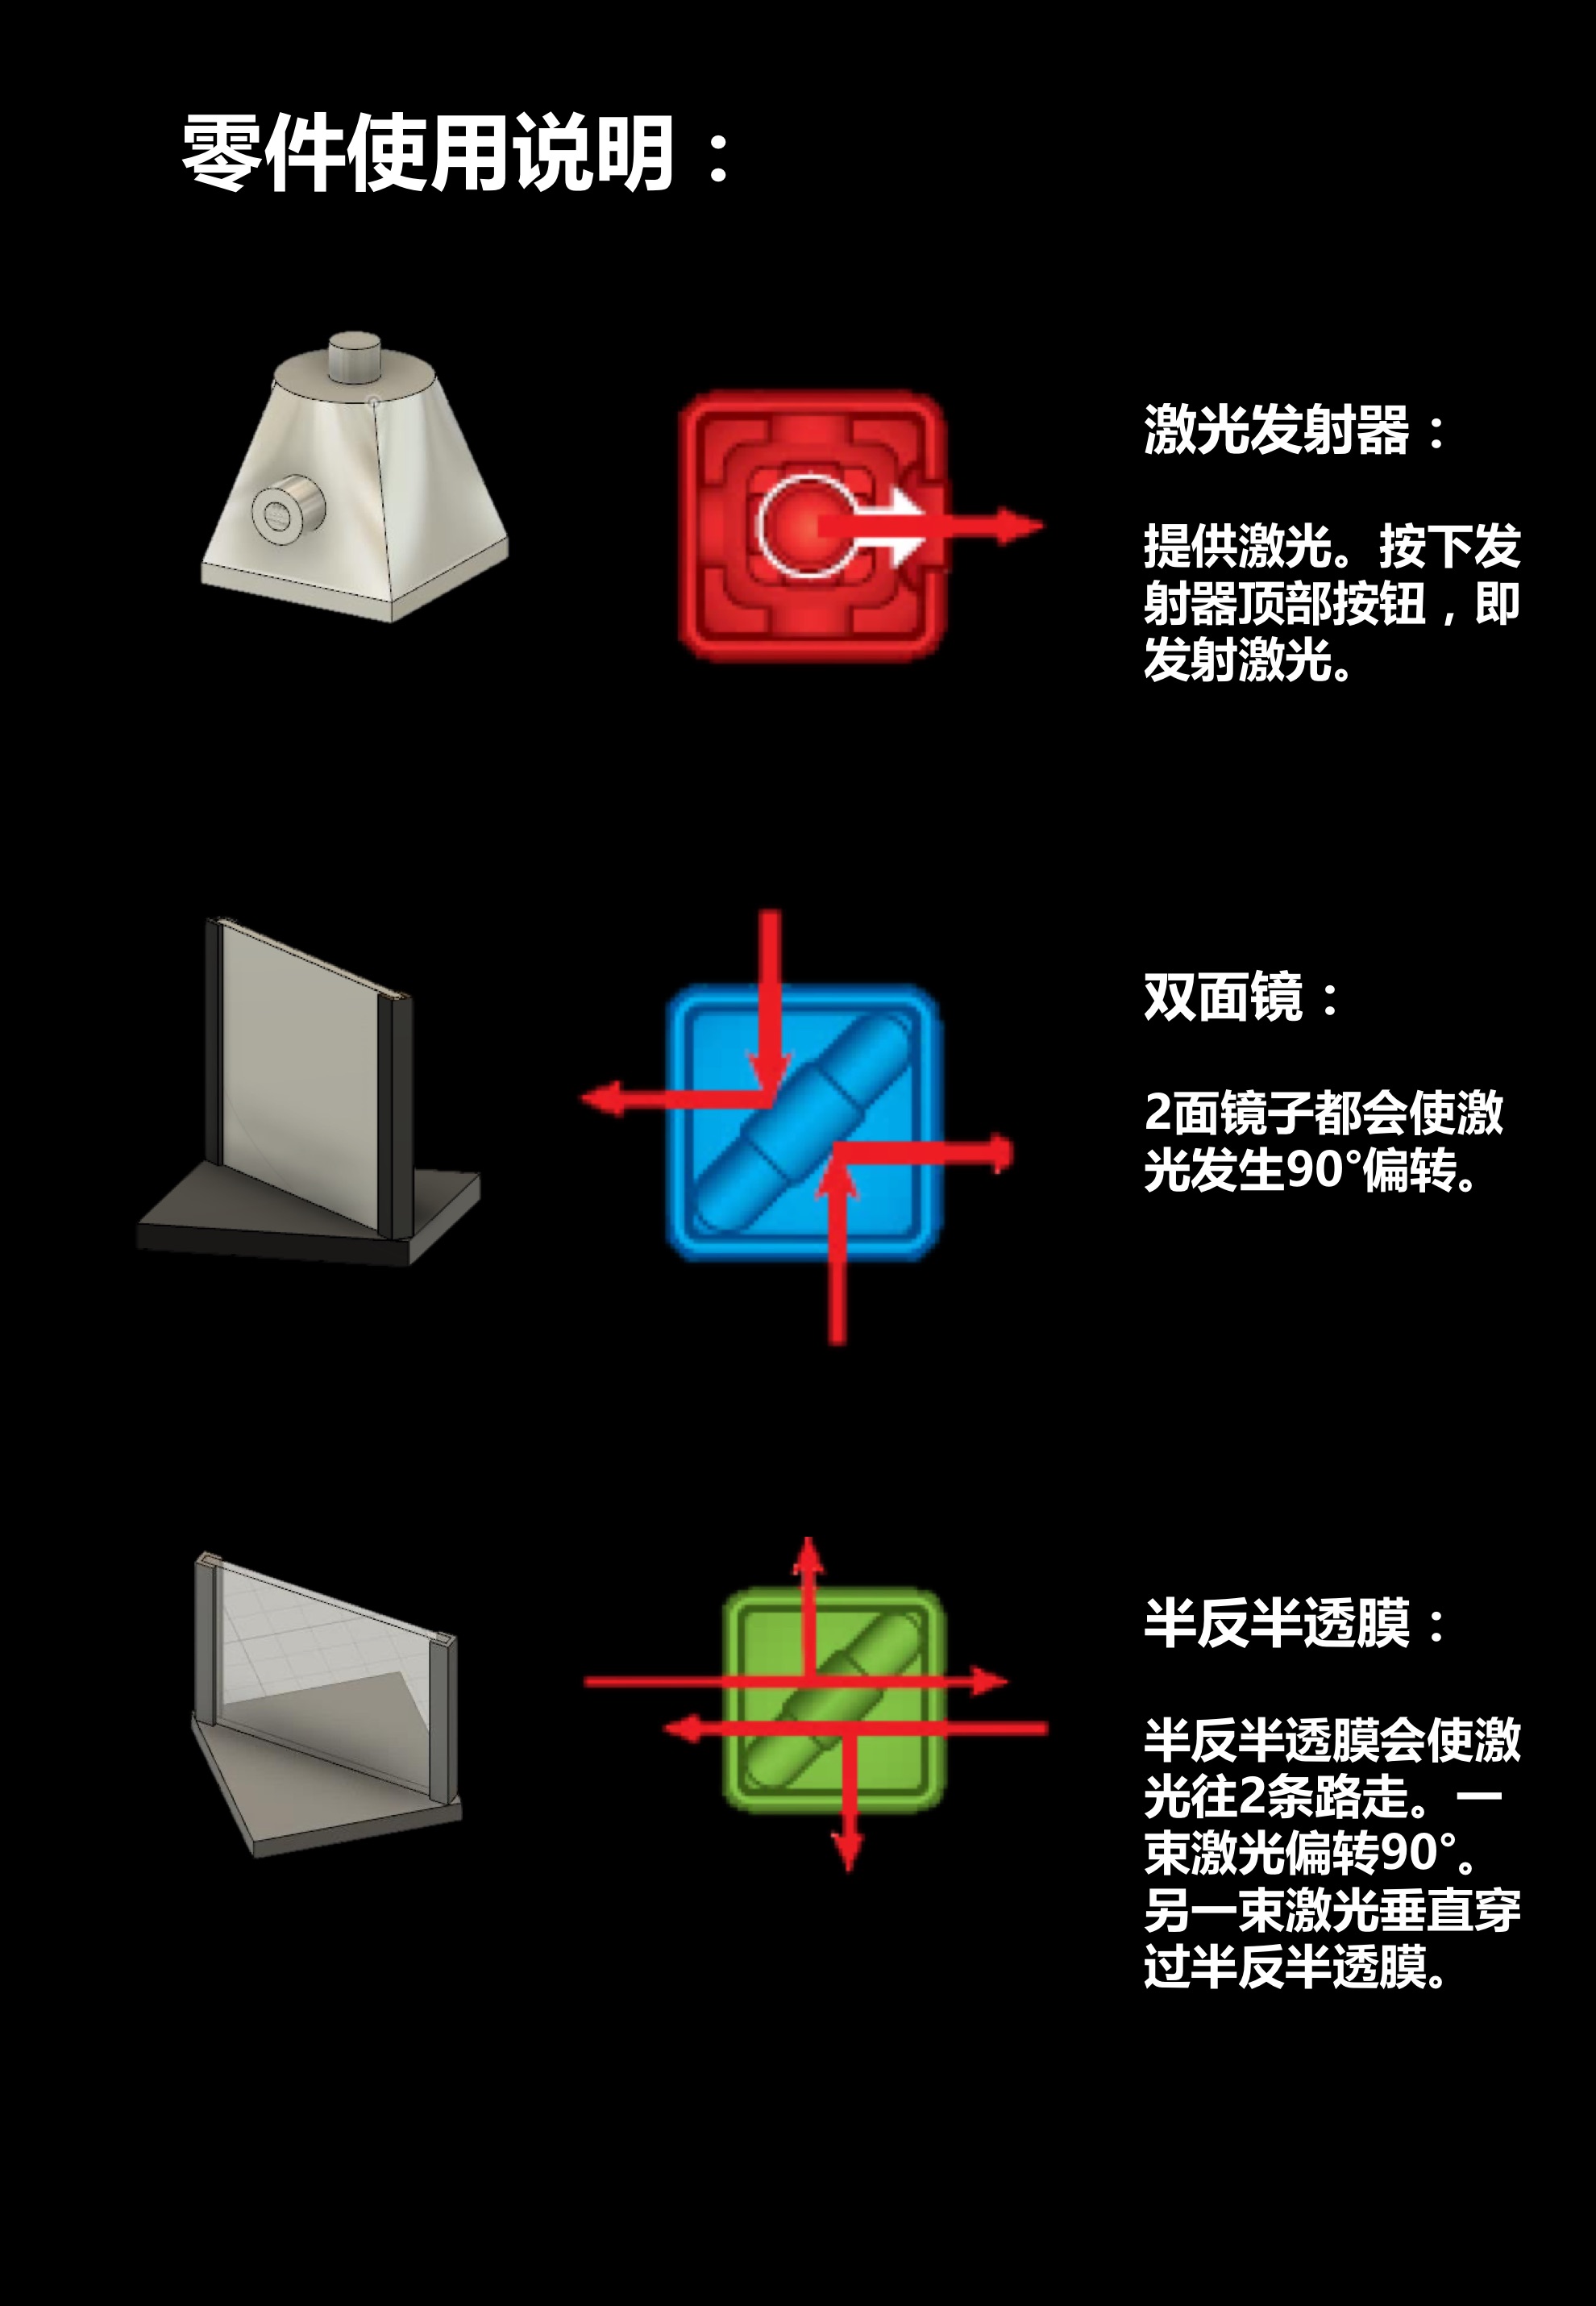 零件使用说明：
激光发射器：
提供激光。按下发
射器顶部按钮，即
发射激光。
双面镜：
2面镜子都会使激
光发生90°偏转。
半反半透膜：
半反半透膜会使激
光往2条路走。一
束激光偏转90°。
另一束激光垂直穿
过半反半透膜。